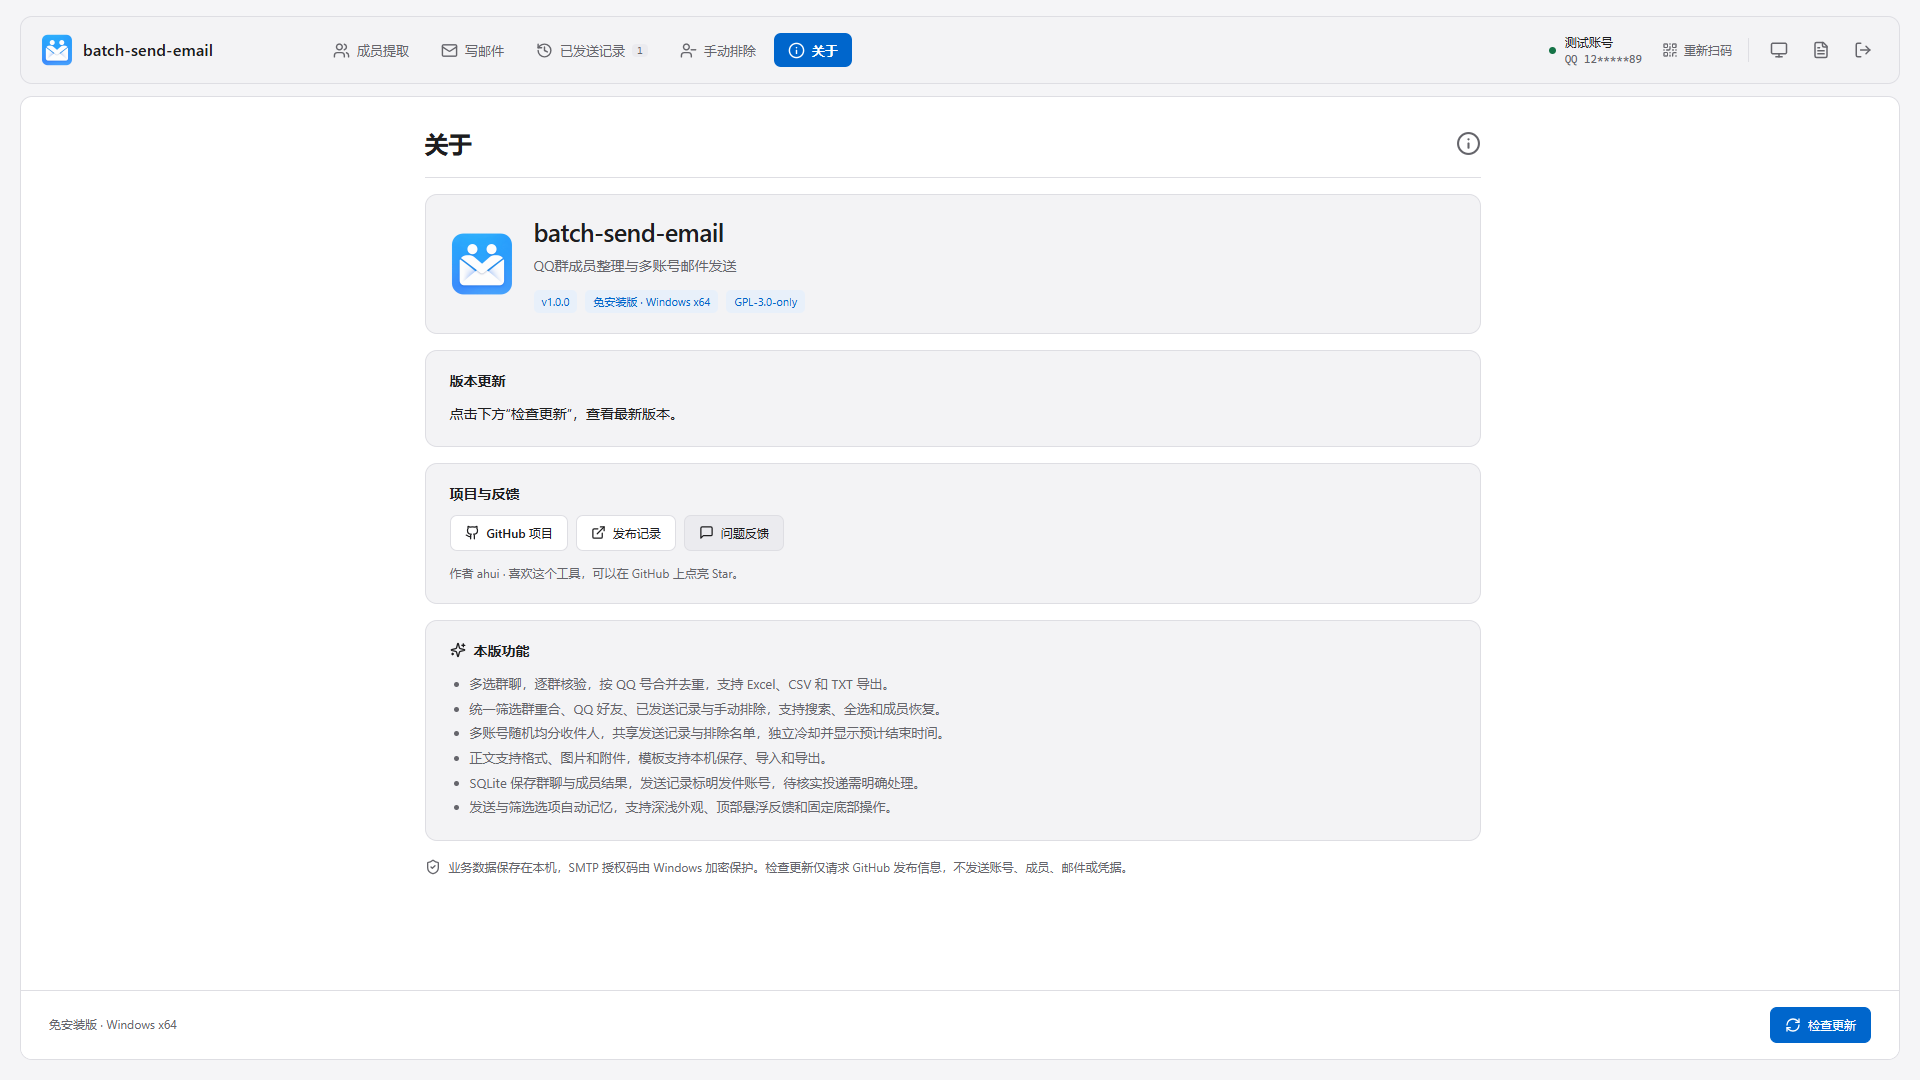 batch-send-email
成员提取
写邮件
已发送记录 1
手动排除
关于
测试账号
QQ 12*****89
重新扫码
关于
batch-send-email
QQ群成员整理与多账号邮件发送
v1.0.0
免安装版 · Windows x64
GPL-3.0-only
版本更新
点击下方“检查更新”，查看最新版本。
项目与反馈
GitHub 项目
发布记录
问题反馈
作者 ahui · 喜欢这个工具，可以在 GitHub 上点亮 Star。
本版功能
• 多选群聊，逐群核验，按 QQ 号合并去重，支持 Excel、CSV 和 TXT 导出。
• 统一筛选群重合、QQ 好友、已发送记录与手动排除，支持搜索、全选和成员恢复。
• 多账号随机均分收件人，共享发送记录与排除名单，独立冷却并显示预计结束时间。
• 正文支持格式、图片和附件，模板支持本机保存、导入和导出。
• SQLite 保存群聊与成员结果，发送记录标明发件账号，待核实投递需明确处理。
• 发送与筛选选项自动记忆，支持深浅外观、顶部悬浮反馈和固定底部操作。
业务数据保存在本机，SMTP 授权码由 Windows 加密保护。检查更新仅请求 GitHub 发布信息，不发送账号、成员、邮件或凭据。
免安装版 · Windows x64
检查更新